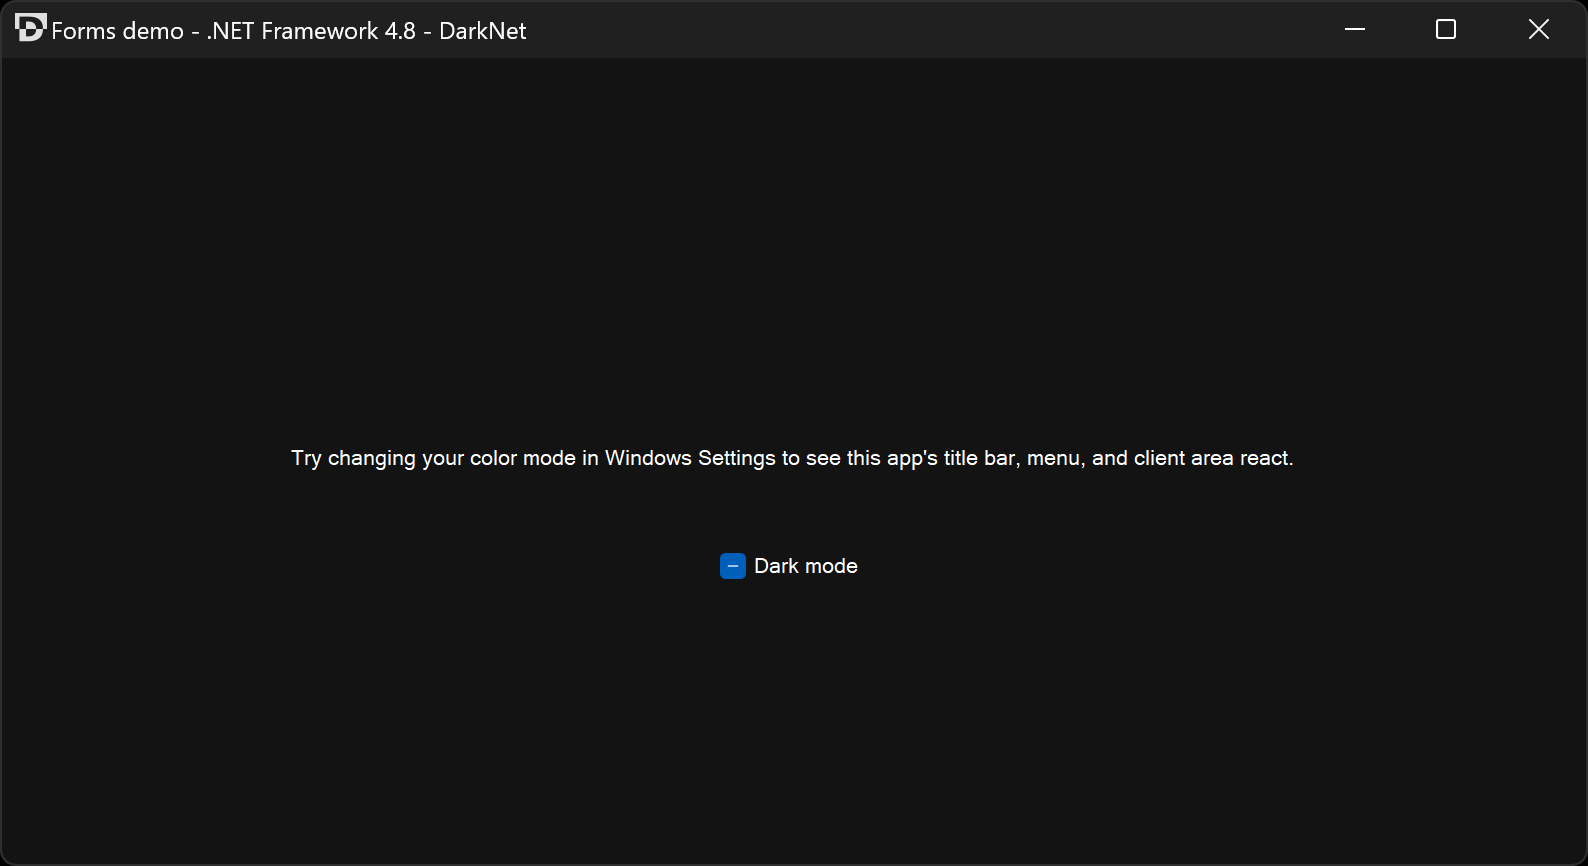 Forms demo - .NET Framework 4.8 - DarkNet
Try changing your color mode in Windows Settings to see this app's title bar, menu, and client area react.
Dark mode